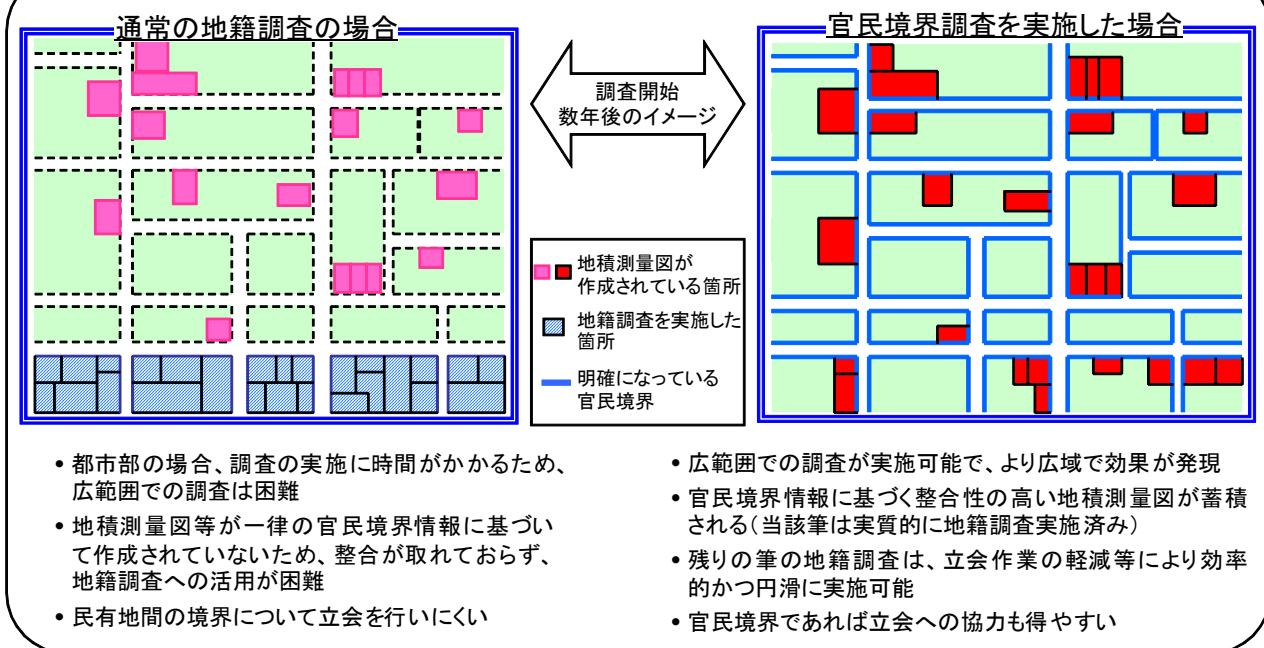 通常の地籍調査の場合
官民境界調査を実施した場合
調査開始
数年後のイメージ
地積測量図が
作成されている箇所
地籍調査を実施した
箇所
明確になっている
官民境界
• 都市部の場合、調査の実施に時間がかかるため、
広範囲での調査は困難
• 地積測量図等が一律の官民境界情報に基づい
て作成されていないため、整合が取れておらず、
地籍調査への活用が困難
• 民有地間の境界について立会を行いにくい
• 広範囲での調査が実施可能で、より広域で効果が発現
• 官民境界情報に基づく整合性の高い地積測量図が蓄積
される（当該筆は実質的に地籍調査実施済み）
• 残りの筆の地籍調査は、立会作業の軽減等により効率
的かつ円滑に実施可能
• 官民境界であれば立会への協力も得やすい